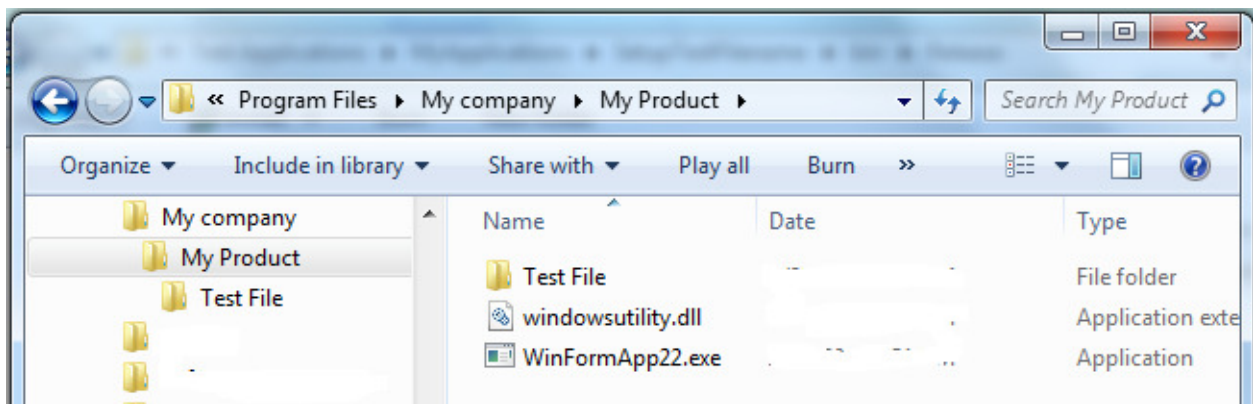 « Program Files ▸ My company ▸ My Product ▸ Search My Product
Organize Include in library Share with Play all Burn »
My company
My Product
Test File
Name Date Type
Test File File folder
windowsutility.dll Application exte
WinFormApp22.exe Application